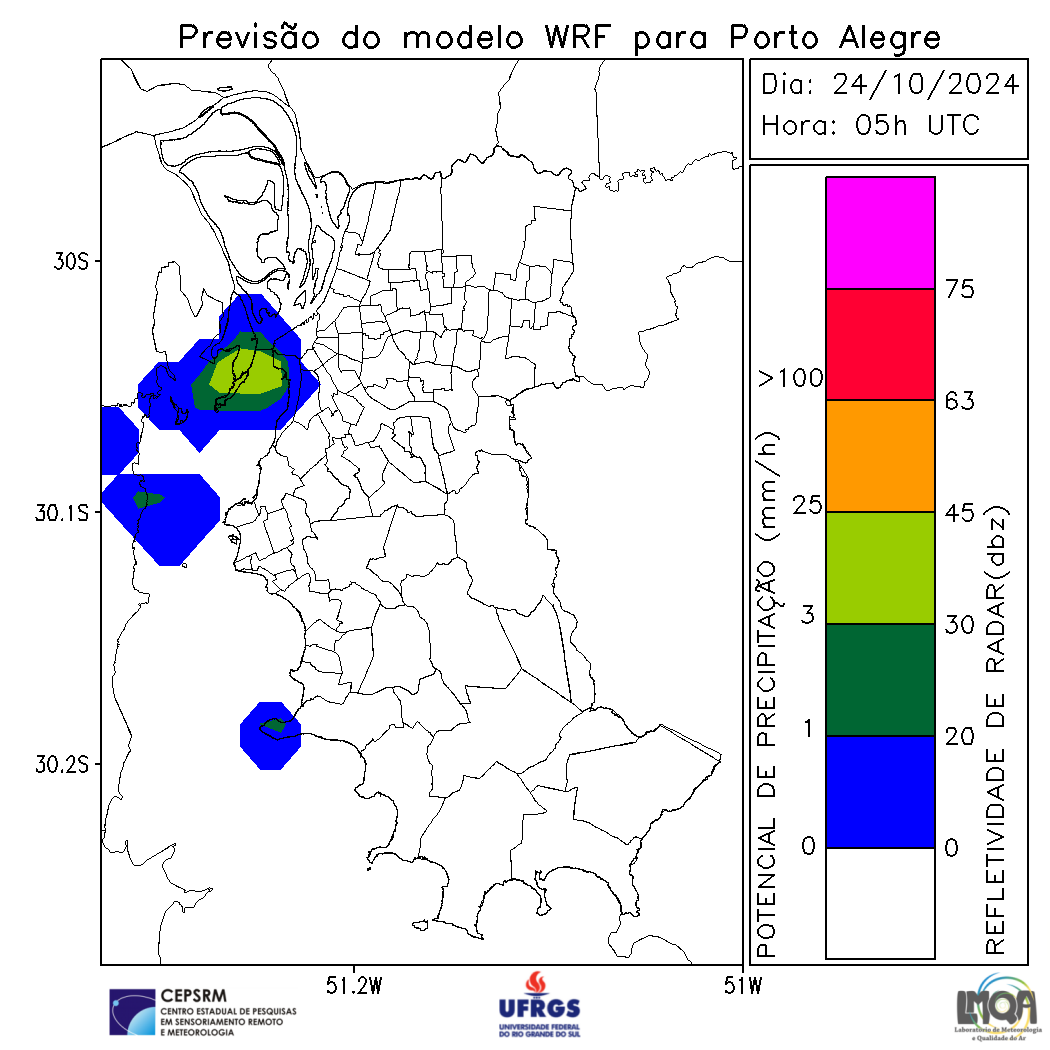 Previsão do modelo WRF para Porto Alegre
Dia: 24/10/2024
Hora: 05h UTC
30S
30.1S
30.2S
51.2W
51W
POTENCIAL DE PRECIPITAÇÃO (mm/h)
>100
25
3
1
0
75
63
45
30
20
0
REFLETIVIDADE DE RADAR(dbz)
CEPSRM
CENTRO ESTADUAL DE PESQUISAS
EM SENSORIAMENTO REMOTO
E METEOROLOGIA
UFRGS
UNIVERSIDADE FEDERAL
DO RIO GRANDE DO SUL
LMQA
Laboratório de Meteorologia
e Qualidade do Ar